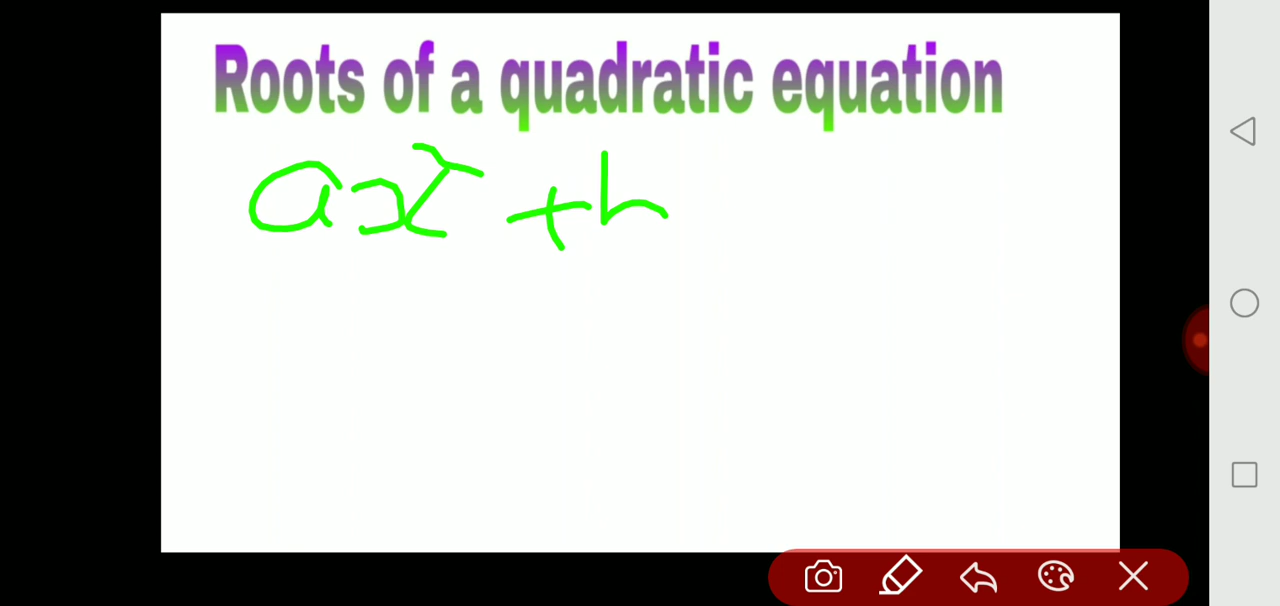 Roots of a quadratic equation
ax² + h